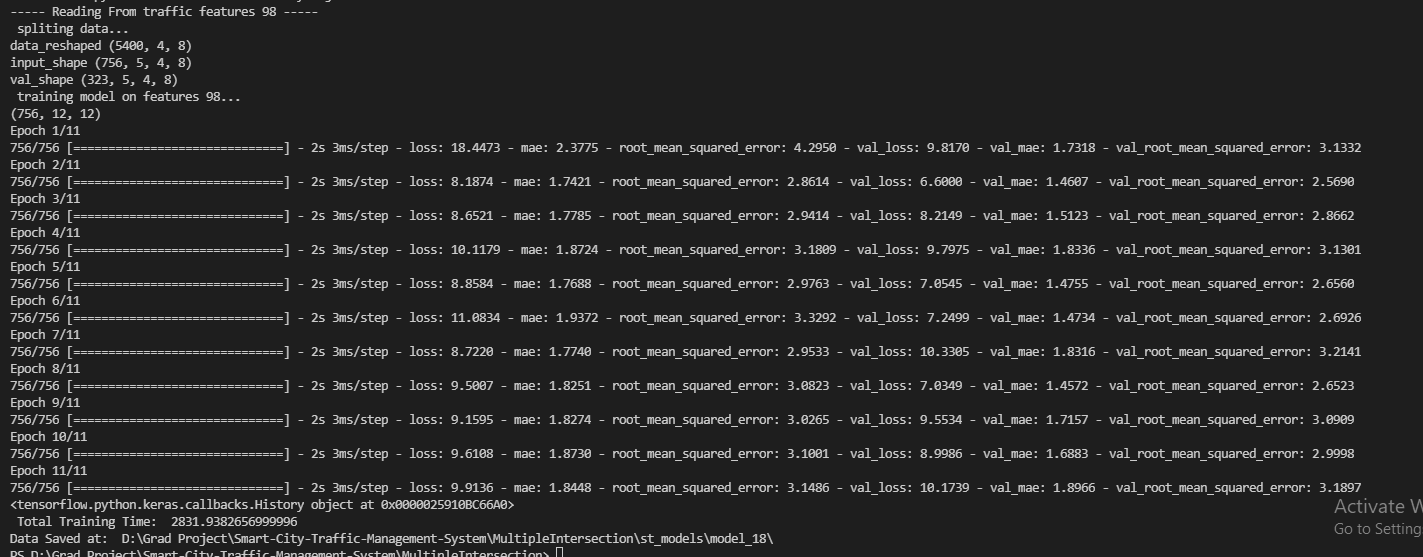 ----- Reading From traffic features 98 -----
spliting data...
data_reshaped (5400, 4, 8)
input_shape (756, 5, 4, 8)
val_shape (323, 5, 4, 8)
training model on features 98...
(756, 12, 12)
Epoch 1/11
756/756 [==============================] - 2s 3ms/step - loss: 18.4473 - mae: 2.3775 - root_mean_squared_error: 4.2950 - val_loss: 9.8170 - val_mae: 1.7318 - val_root_mean_squared_error: 3.1332
Epoch 2/11
756/756 [==============================] - 2s 3ms/step - loss: 8.1874 - mae: 1.7421 - root_mean_squared_error: 2.8614 - val_loss: 6.6000 - val_mae: 1.4607 - val_root_mean_squared_error: 2.5690
Epoch 3/11
756/756 [==============================] - 2s 3ms/step - loss: 8.6521 - mae: 1.7785 - root_mean_squared_error: 2.9414 - val_loss: 8.2149 - val_mae: 1.5123 - val_root_mean_squared_error: 2.8662
Epoch 4/11
756/756 [==============================] - 2s 3ms/step - loss: 10.1179 - mae: 1.8724 - root_mean_squared_error: 3.1809 - val_loss: 9.7975 - val_mae: 1.8336 - val_root_mean_squared_error: 3.1301
Epoch 5/11
756/756 [==============================] - 2s 3ms/step - loss: 8.8584 - mae: 1.7688 - root_mean_squared_error: 2.9763 - val_loss: 7.0545 - val_mae: 1.4755 - val_root_mean_squared_error: 2.6560
Epoch 6/11
756/756 [==============================] - 2s 3ms/step - loss: 11.0834 - mae: 1.9372 - root_mean_squared_error: 3.3292 - val_loss: 7.2499 - val_mae: 1.4734 - val_root_mean_squared_error: 2.6926
Epoch 7/11
756/756 [==============================] - 2s 3ms/step - loss: 8.7220 - mae: 1.7740 - root_mean_squared_error: 2.9533 - val_loss: 10.3305 - val_mae: 1.8316 - val_root_mean_squared_error: 3.2141
Epoch 8/11
756/756 [==============================] - 2s 3ms/step - loss: 9.5007 - mae: 1.8251 - root_mean_squared_error: 3.0823 - val_loss: 7.0349 - val_mae: 1.4572 - val_root_mean_squared_error: 2.6523
Epoch 9/11
756/756 [==============================] - 2s 3ms/step - loss: 9.1595 - mae: 1.8274 - root_mean_squared_error: 3.0265 - val_loss: 9.5534 - val_mae: 1.7157 - val_root_mean_squared_error: 3.0909
Epoch 10/11
756/756 [==============================] - 2s 3ms/step - loss: 9.6108 - mae: 1.8730 - root_mean_squared_error: 3.1001 - val_loss: 8.9986 - val_mae: 1.6883 - val_root_mean_squared_error: 2.9998
Epoch 11/11
756/756 [==============================] - 2s 3ms/step - loss: 9.9136 - mae: 1.8448 - root_mean_squared_error: 3.1486 - val_loss: 10.1739 - val_mae: 1.8966 - val_root_mean_squared_error: 3.1897
<tensorflow.python.keras.callbacks.History object at 0x0000025910BC66A0>
Total Training Time:  2831.9382656999996
Data Saved at:  D:\Grad Project\Smart-City-Traffic-Management-System\MultipleIntersection\st_models\model_18\
PS D:\Grad Project\Smart-City-Traffic-Management-System\MultipleIntersection>
Activate W
Go to Setting